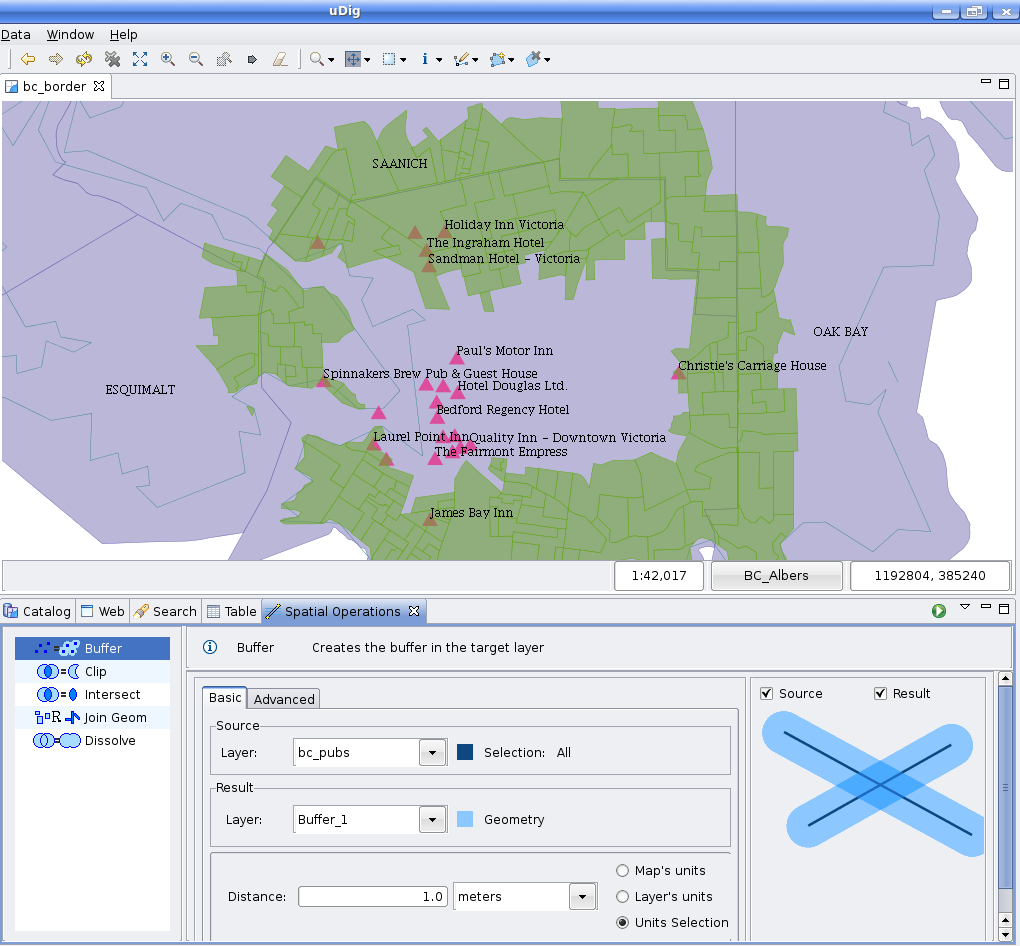 uDig
Data Window Help
bc_border
SAANICH
Holiday Inn Victoria
The Ingraham Hotel
Sandman Hotel - Victoria
OAK BAY
Paul's Motor Inn
Christie's Carriage House
Spinnakers Brew Pub & Guest House
Hotel Douglas Ltd.
ESQUIMALT
Bedford Regency Hotel
Laurel Point Inn Quality Inn - Downtown Victoria
The Fairmont Empress
James Bay Inn
1:42,017 BC_Albers 1192804, 385240
Catalog Web Search Table Spatial Operations
Buffer
Clip
Intersect
Join Geom
Dissolve
Buffer Creates the buffer in the target layer
Basic Advanced
Source
Layer: bc_pubs Selection: All
Result
Layer: Buffer_1 Geometry
Distance: 1.0 meters
Map's units
Layer's units
Units Selection
Source Result